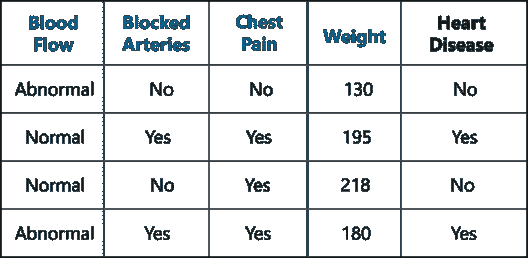 Blood Flow Blocked Arteries Chest Pain Weight Heart Disease
Abnormal No No 130 No
Normal Yes Yes 195 Yes
Normal No Yes 218 No
Abnormal Yes Yes 180 Yes